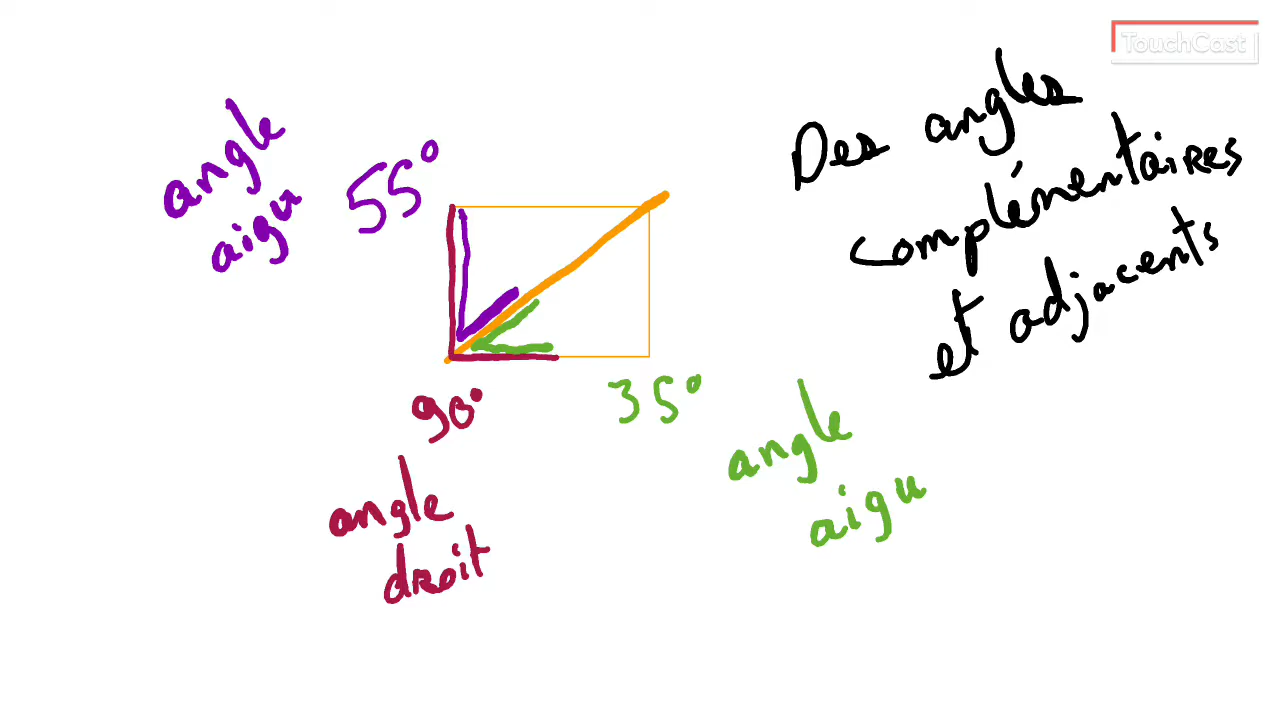 TouchCast
Des angles
complémentaires
et adjacents
angle
aigu
55°
90°
35°
angle
aigu
angle
droit